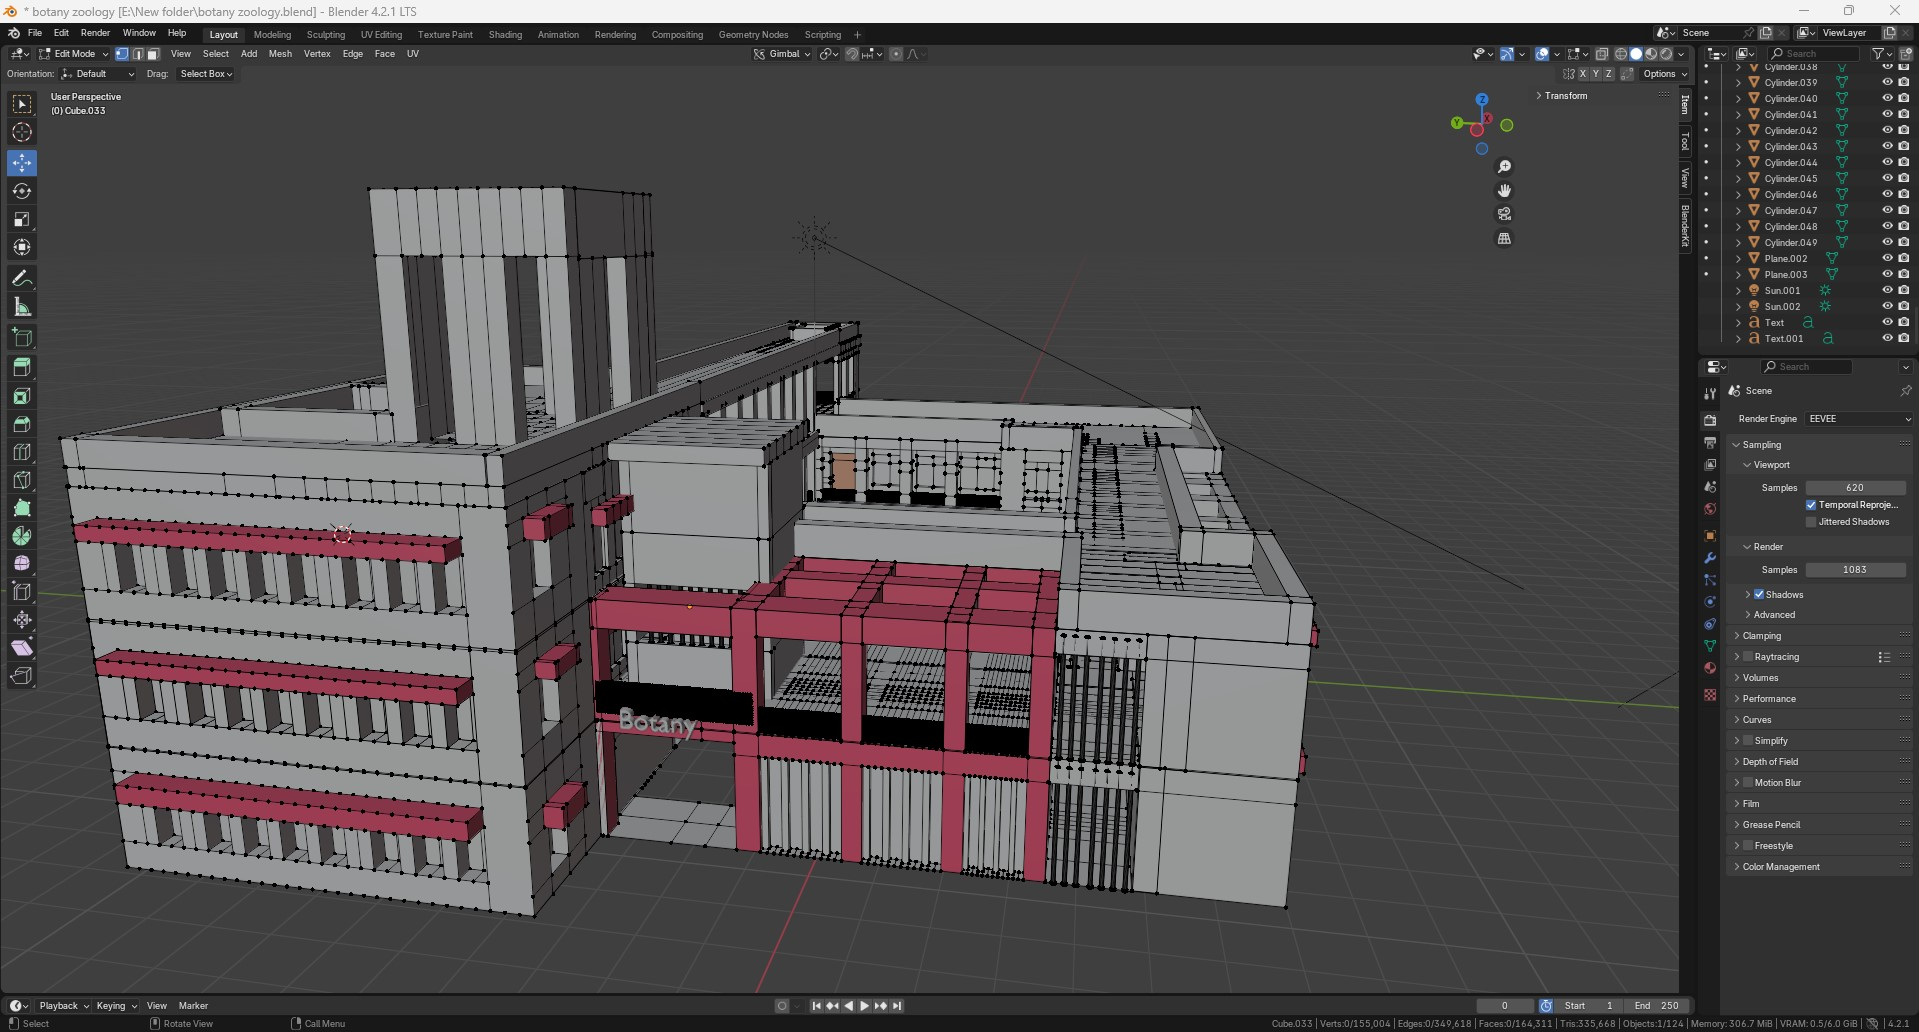 * botany zoology [E:\New folder\botany zoology.blend] - Blender 4.2.1 LTS
File Edit Render Window Help Layout Modeling Sculpting UV Editing Texture Paint Shading Animation Rendering Compositing Geometry Nodes Scripting + Scene ViewLayer
Edit Mode View Select Add Mesh Vertex Edge Face UV Gimbal Search
Orientation: Default Drag: Select Box X Y Z Options
User Perspective
(0) Cube.033
Transform
Item
Tool
View
BlenderKit
Z
Y
X
Cylinder.038
Cylinder.039
Cylinder.040
Cylinder.041
Cylinder.042
Cylinder.043
Cylinder.044
Cylinder.045
Cylinder.046
Cylinder.047
Cylinder.048
Cylinder.049
Plane.002
Plane.003
Sun.001
Sun.002
Text
Text.001
Search
Scene
Render Engine EEVEE
Sampling
Viewport
Samples 620
Temporal Reproje...
Jittered Shadows
Render
Samples 1083
Shadows
Advanced
Clamping
Raytracing
Volumes
Performance
Curves
Simplify
Depth of Field
Motion Blur
Film
Grease Pencil
Freestyle
Color Management
Botany
Playback Keying View Marker 0 Start 1 End 250
Select Rotate View Call Menu Cube.033 | Verts:0/155,004 | Edges:0/349,618 | Faces:0/164,311 | Tris:335,668 | Objects:1/124 | Memory: 306.7 MiB | VRAM: 0.5/6.0 GiB | 4.2.1